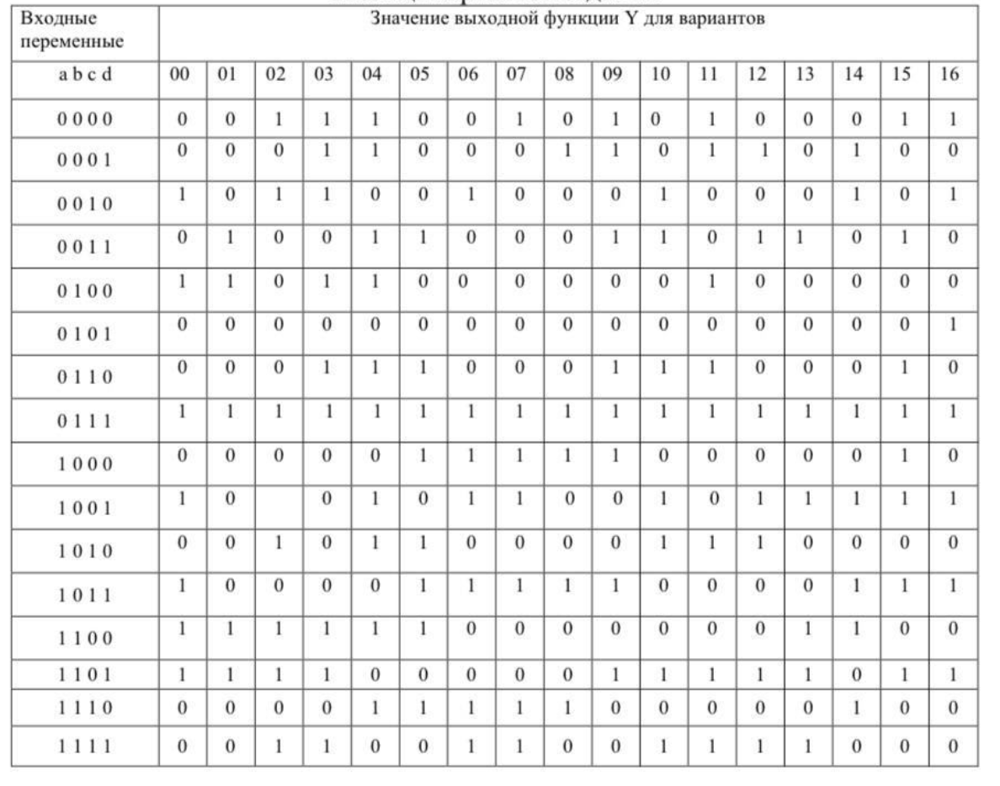 Входные переменные Значение выходной функции Y для вариантов
a b c d 00 01 02 03 04 05 06 07 08 09 10 11 12 13 14 15 16
0 0 0 0 0 0 1 1 1 0 0 1 0 1 0 1 0 0 0 1 1
0 0 0 1 0 0 0 1 1 0 0 0 1 1 0 1 1 0 1 0 0
0 0 1 0 1 0 1 1 0 0 1 0 0 0 1 0 0 0 1 0 1
0 0 1 1 0 1 0 0 1 1 0 0 0 1 1 0 1 1 0 1 0
0 1 0 0 1 1 0 1 1 0 0 0 0 0 0 1 0 0 0 0 0
0 1 0 1 0 0 0 0 0 0 0 0 0 0 0 0 0 0 0 0 1
0 1 1 0 0 0 0 1 1 1 0 0 0 1 1 1 0 0 0 1 0
0 1 1 1 1 1 1 1 1 1 1 1 1 1 1 1 1 1 1 1 1
1 0 0 0 0 0 0 0 0 1 1 1 1 1 0 0 0 0 0 1 0
1 0 0 1 1 0 0 1 0 1 1 0 0 1 0 1 1 1 1 1
1 0 1 0 0 0 1 0 1 1 0 0 0 0 1 1 1 0 0 0 0
1 0 1 1 1 0 0 0 0 1 1 1 1 1 0 0 0 0 1 1 1
1 1 0 0 1 1 1 1 1 1 0 0 0 0 0 0 0 1 1 0 0
1 1 0 1 1 1 1 1 0 0 0 0 0 1 1 1 1 1 0 1 1
1 1 1 0 0 0 0 0 1 1 1 1 1 0 0 0 0 0 1 0 0
1 1 1 1 0 0 1 1 0 0 1 1 0 0 1 1 1 1 0 0 0